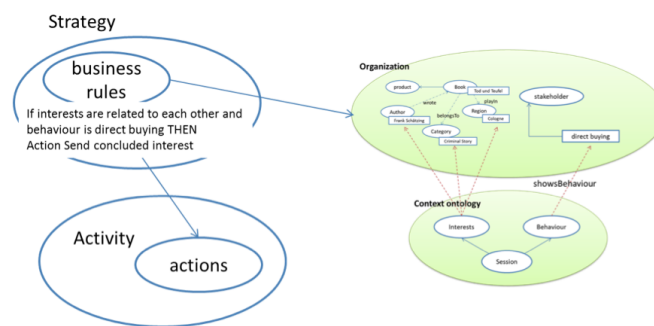 Strategy
business
rules
If interests are related to each other and
behaviour is direct buying THEN
Action Send concluded interest
Activity
actions
Organization
product
Book
Tod und Teufel
wrote
playIn
Author
Frank Schätzing
belongsTo
Region
Cologne
Category
Criminal Story
stakeholder
direct buying
showsBehaviour
Context ontology
Interests
Behaviour
Session